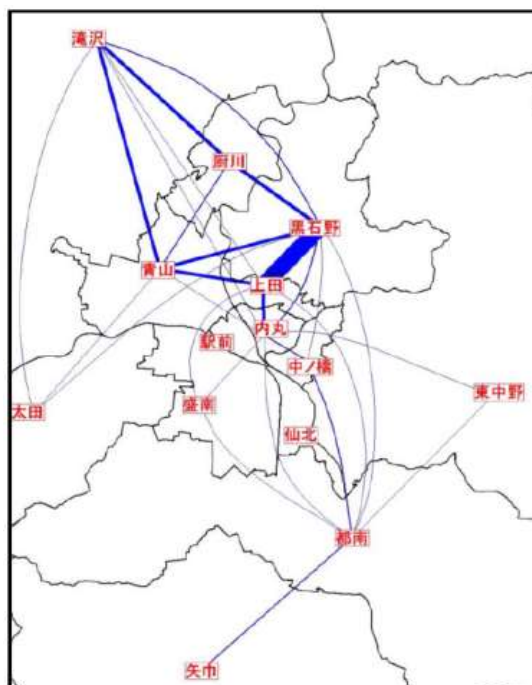 滝沢
厨川
黒石野
青山
上田
内丸
駅前
中ノ橋
東中野
盛南
太田
仙北
都南
矢巾